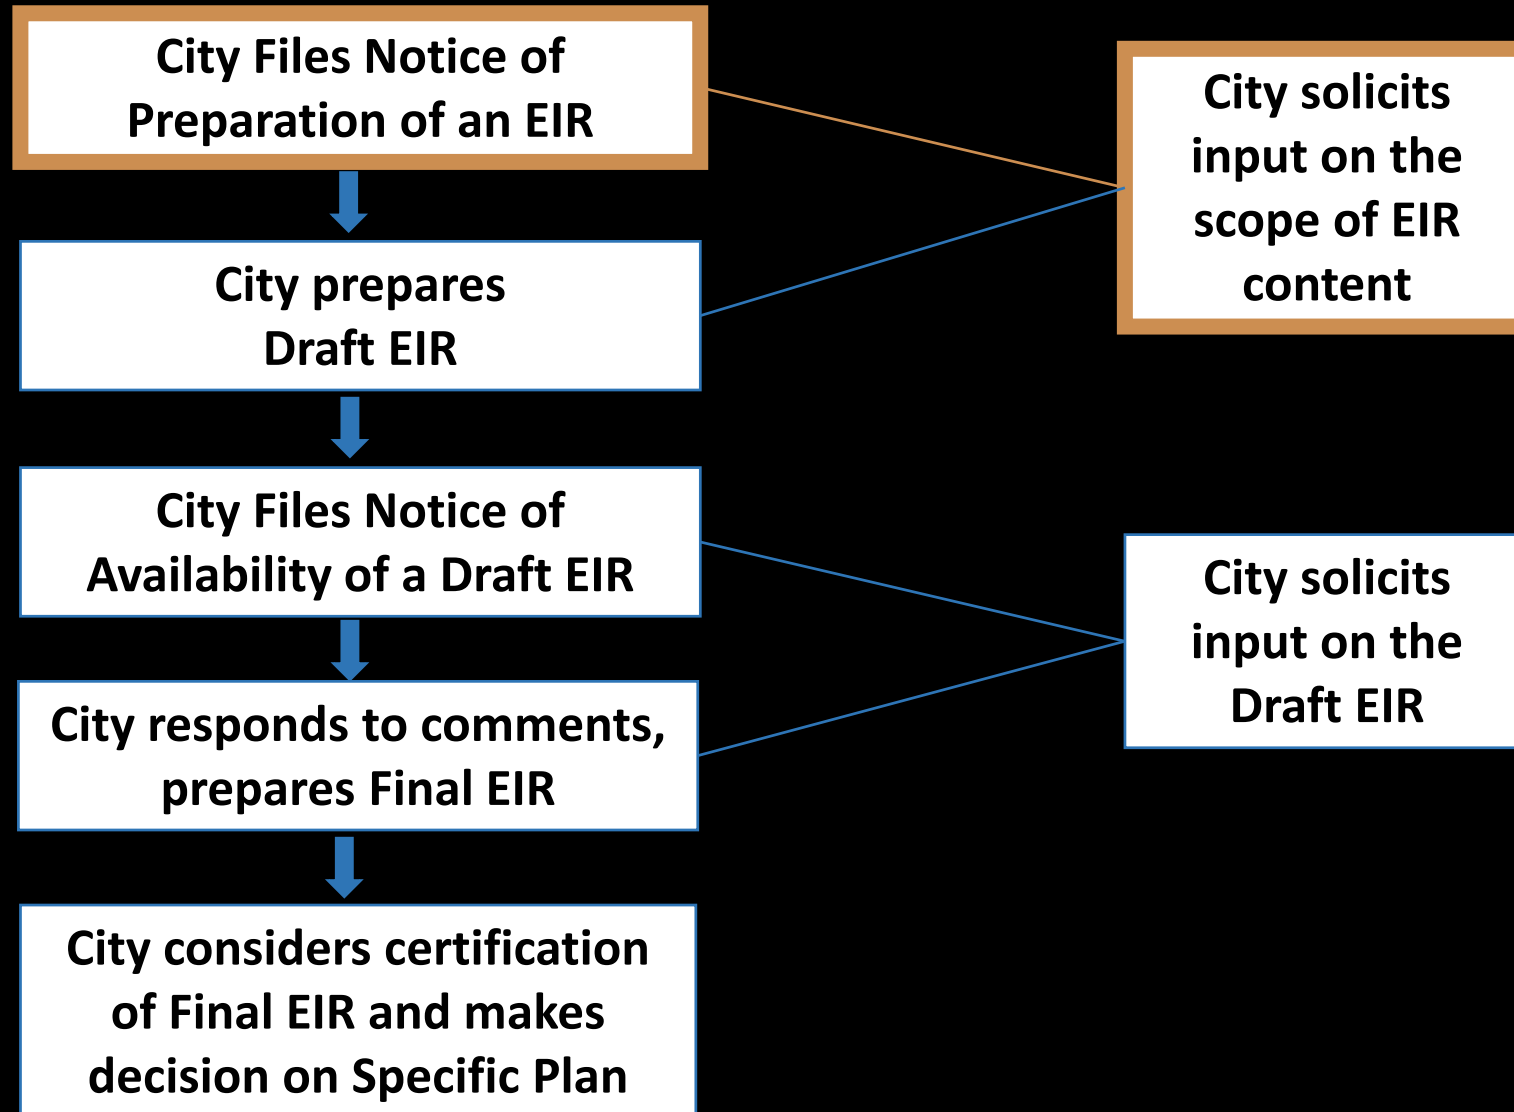 City Files Notice of
Preparation of an EIR
City solicits
input on the
scope of EIR
content
City prepares
Draft EIR
City Files Notice of
Availability of a Draft EIR
City solicits
input on the
Draft EIR
City responds to comments,
prepares Final EIR
City considers certification
of Final EIR and makes
decision on Specific Plan